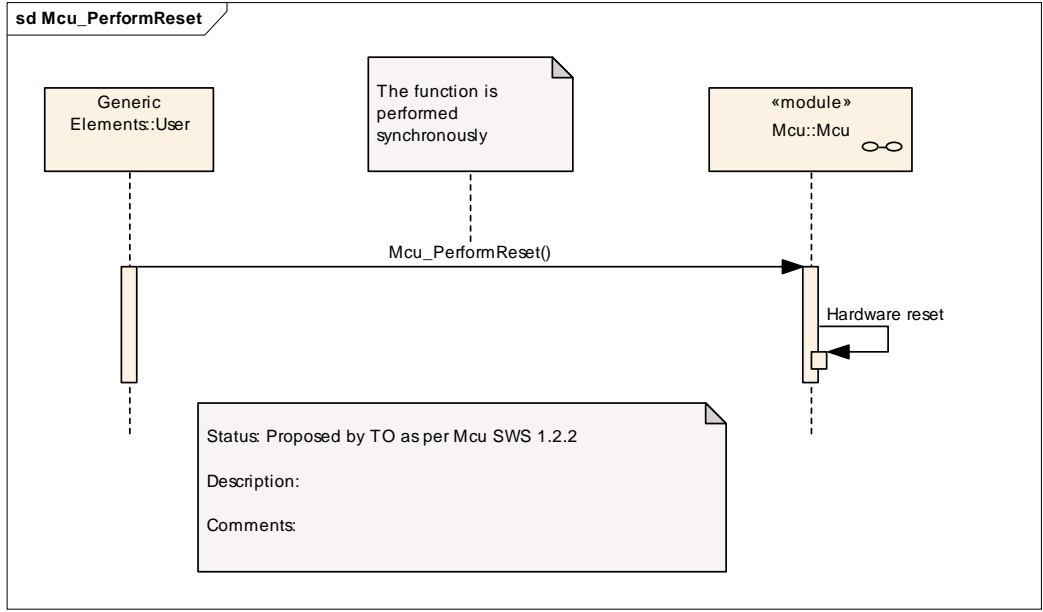 sd Mcu_PerformReset
Generic
Elements::User
The function is
performed
synchronously
«module»
Mcu::Mcu
Mcu_PerformReset()
Hardware reset
Status: Proposed by TO as per Mcu SWS 1.2.2
Description:
Comments: